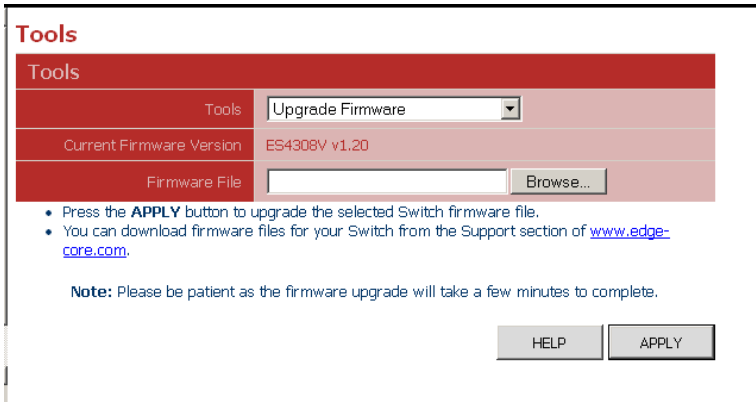 Tools
Tools
Tools Upgrade Firmware
Current Firmware Version ES4308V v1.20
Firmware File Browse...
• Press the APPLY button to upgrade the selected Switch firmware file.
• You can download firmware files for your Switch from the Support section of www.edge-
core.com.
Note: Please be patient as the firmware upgrade will take a few minutes to complete.
HELP APPLY